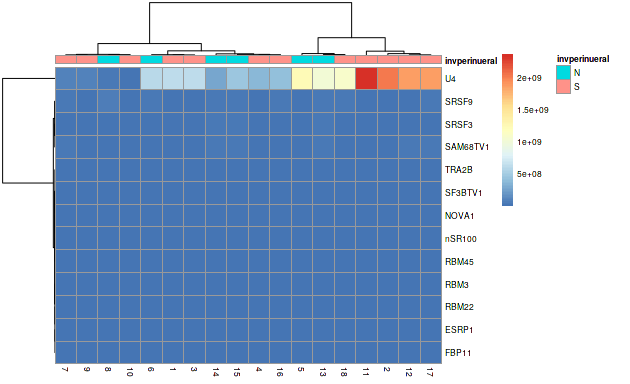 invperinueral
U4
SRSF9
SRSF3
SAM68TV1
TRA2B
SF3BTV1
NOVA1
nSR100
RBM45
RBM3
RBM22
ESRP1
FBP11
7 9 8 10 6 1 3 14 15 4 16 5 13 18 11 2 12 17
2e+09
1.5e+09
1e+09
5e+08
invperinueral
N
S